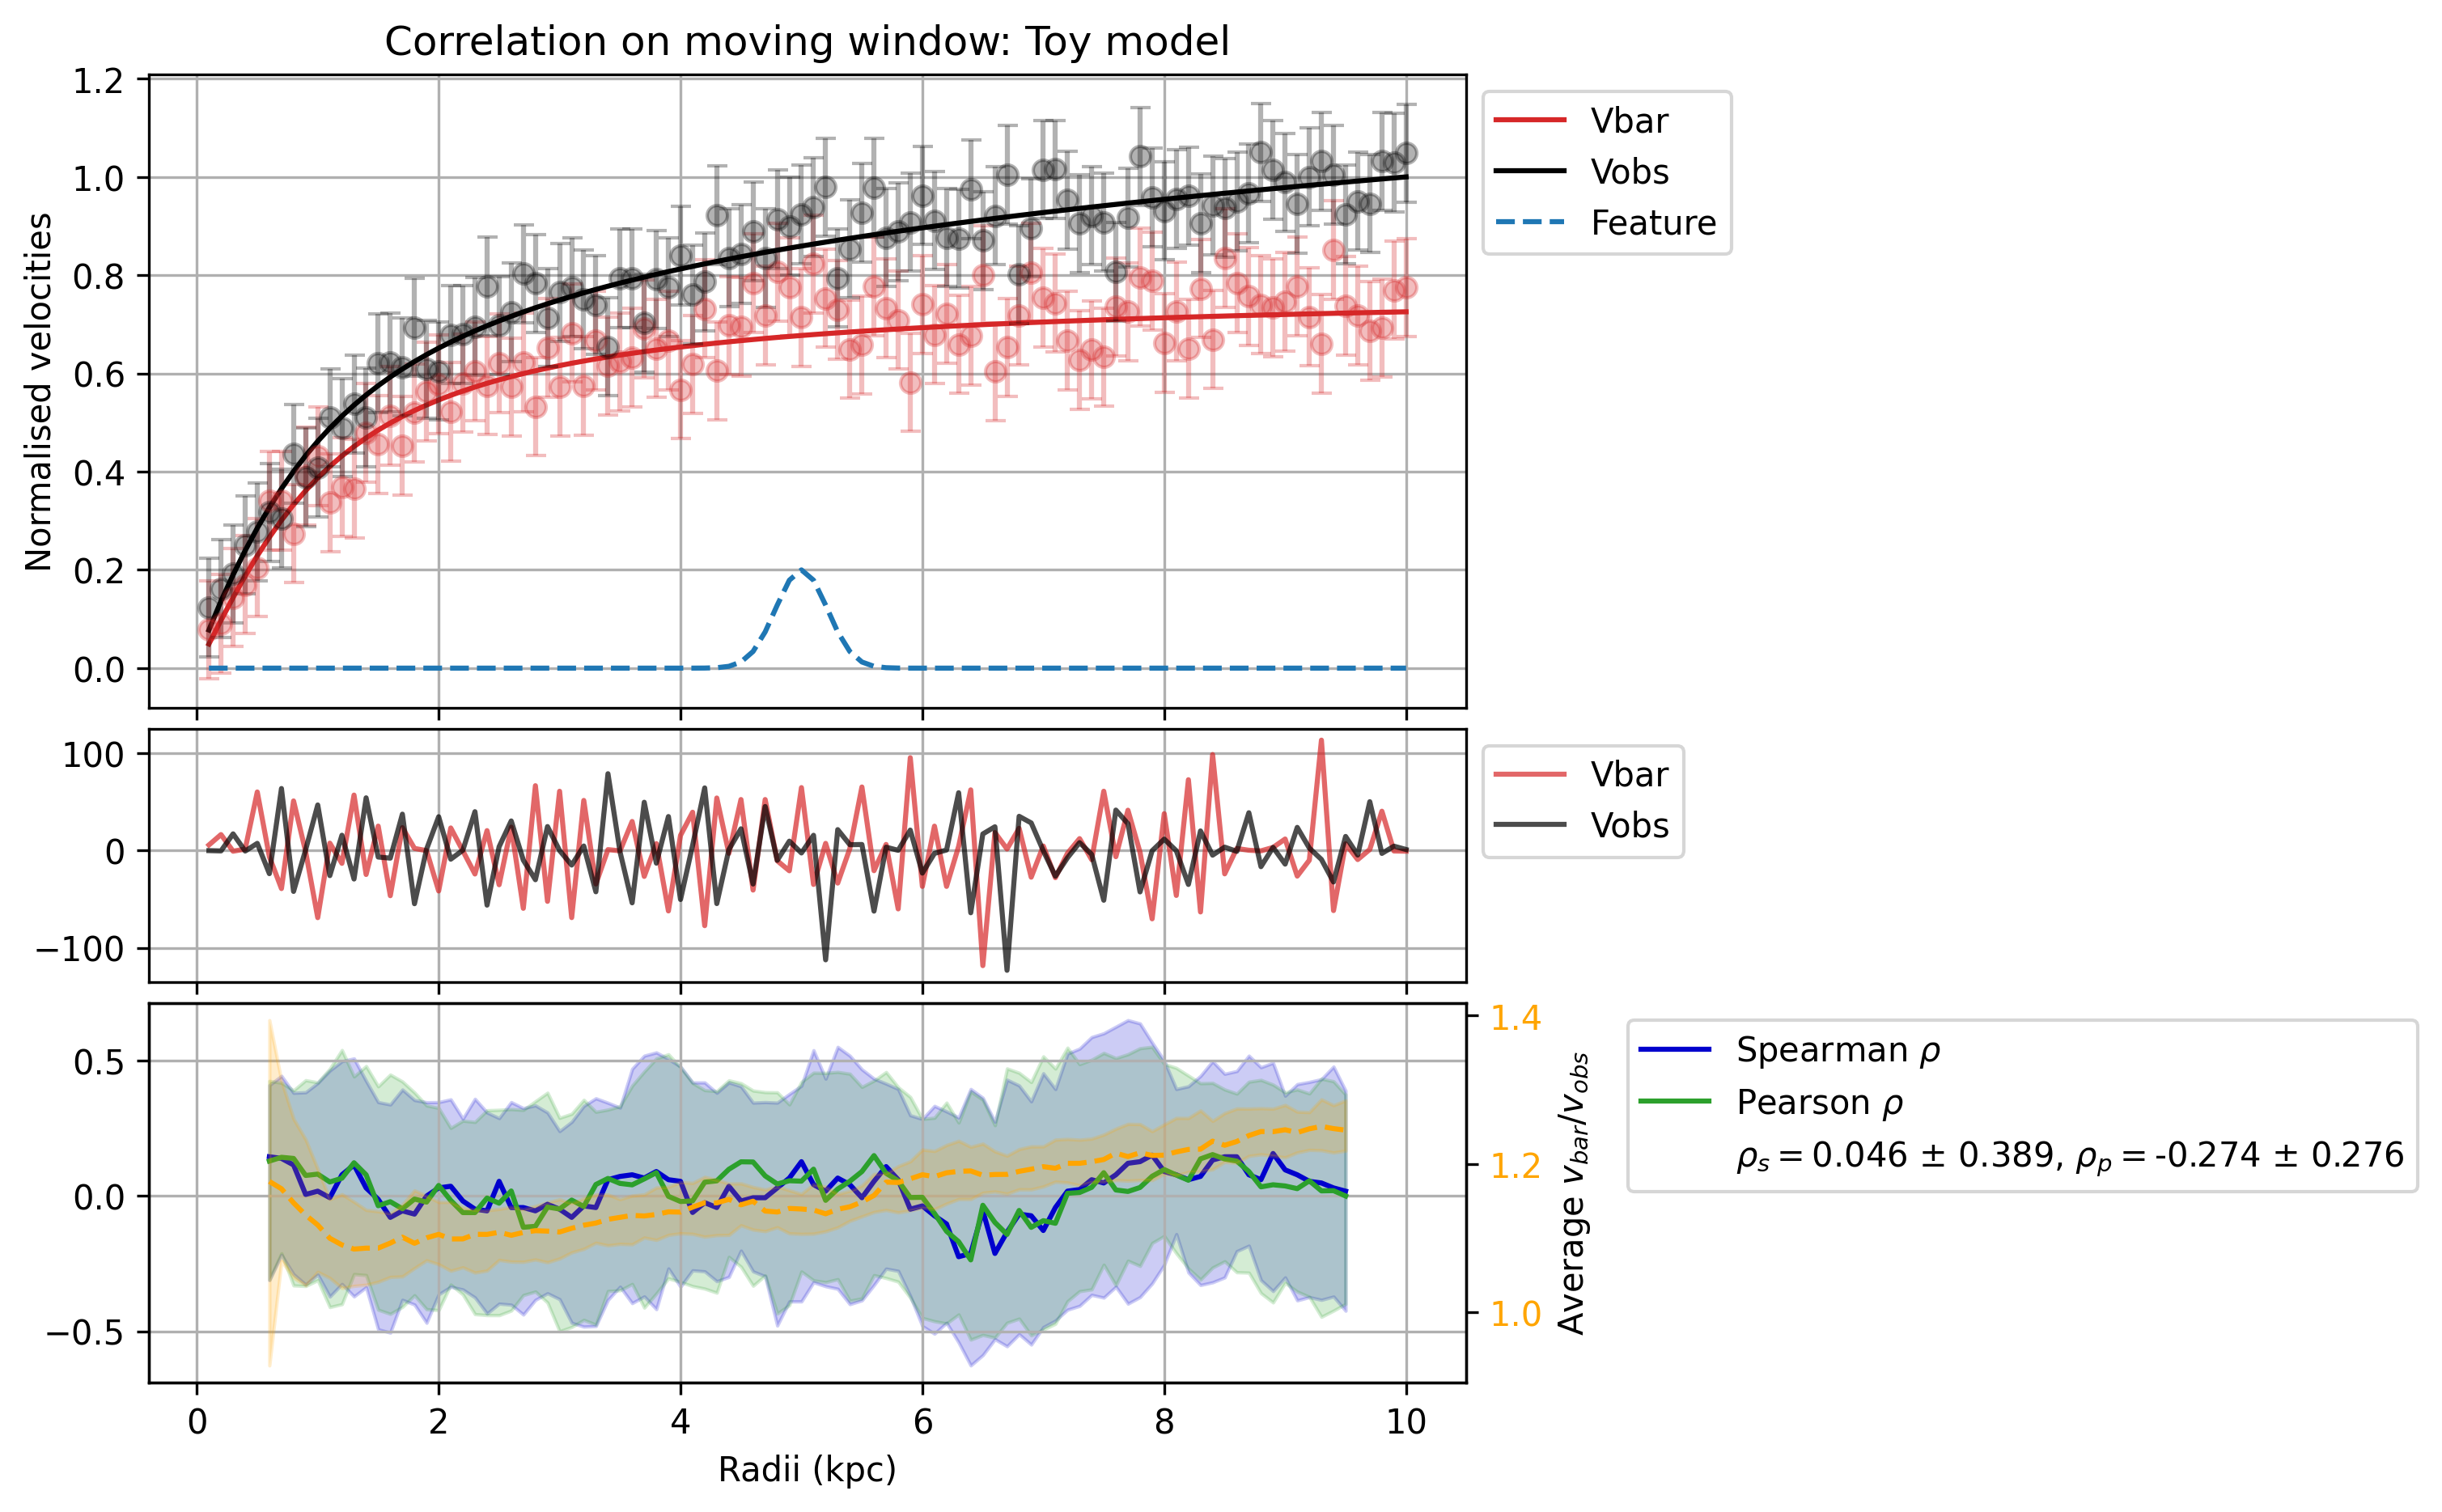 Correlation on moving window: Toy model
Normalised velocities
1.2
1.0
0.8
0.6
0.4
0.2
0.0
Vbar
Vobs
Feature
100
0
−100
Vbar
Vobs
0.5
0.0
−0.5
1.4
1.2
1.0
Average v_bar/v_obs
Spearman ρ
Pearson ρ
ρ_s = 0.046 ± 0.389, ρ_p = -0.274 ± 0.276
0 2 4 6 8 10
Radii (kpc)